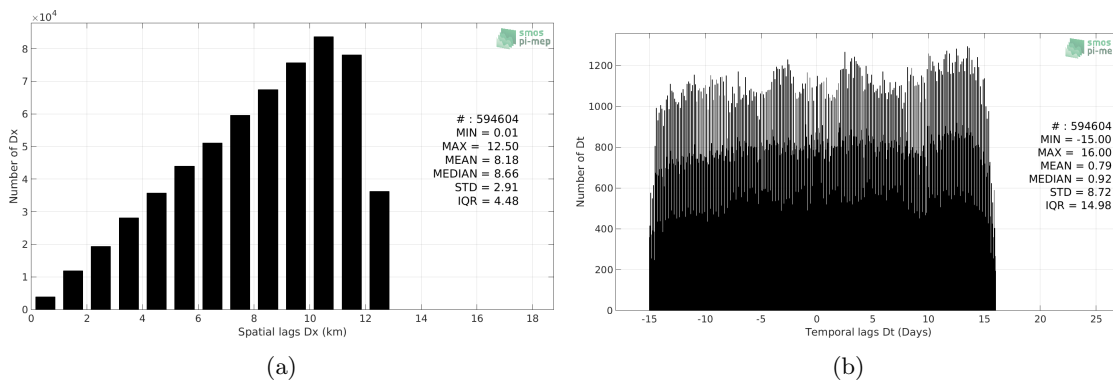 ×10⁴
9
8
7
6
5
4
3
2
1
0
Number of Dx
0 2 4 6 8 10 12 14 16 18
Spatial lags Dx (km)
smos
pi-mep
# : 594604
MIN = 0.01
MAX = 12.50
MEAN = 8.18
MEDIAN = 8.66
STD = 2.91
IQR = 4.48
(a)
1200
1000
800
600
400
200
0
Number of Dt
-15 -10 -5 0 5 10 15 20 25
Temporal lags Dt (Days)
smos
pi-me
# : 594604
MIN = -15.00
MAX = 16.00
MEAN = 0.79
MEDIAN = 0.92
STD = 8.72
IQR = 14.98
(b)